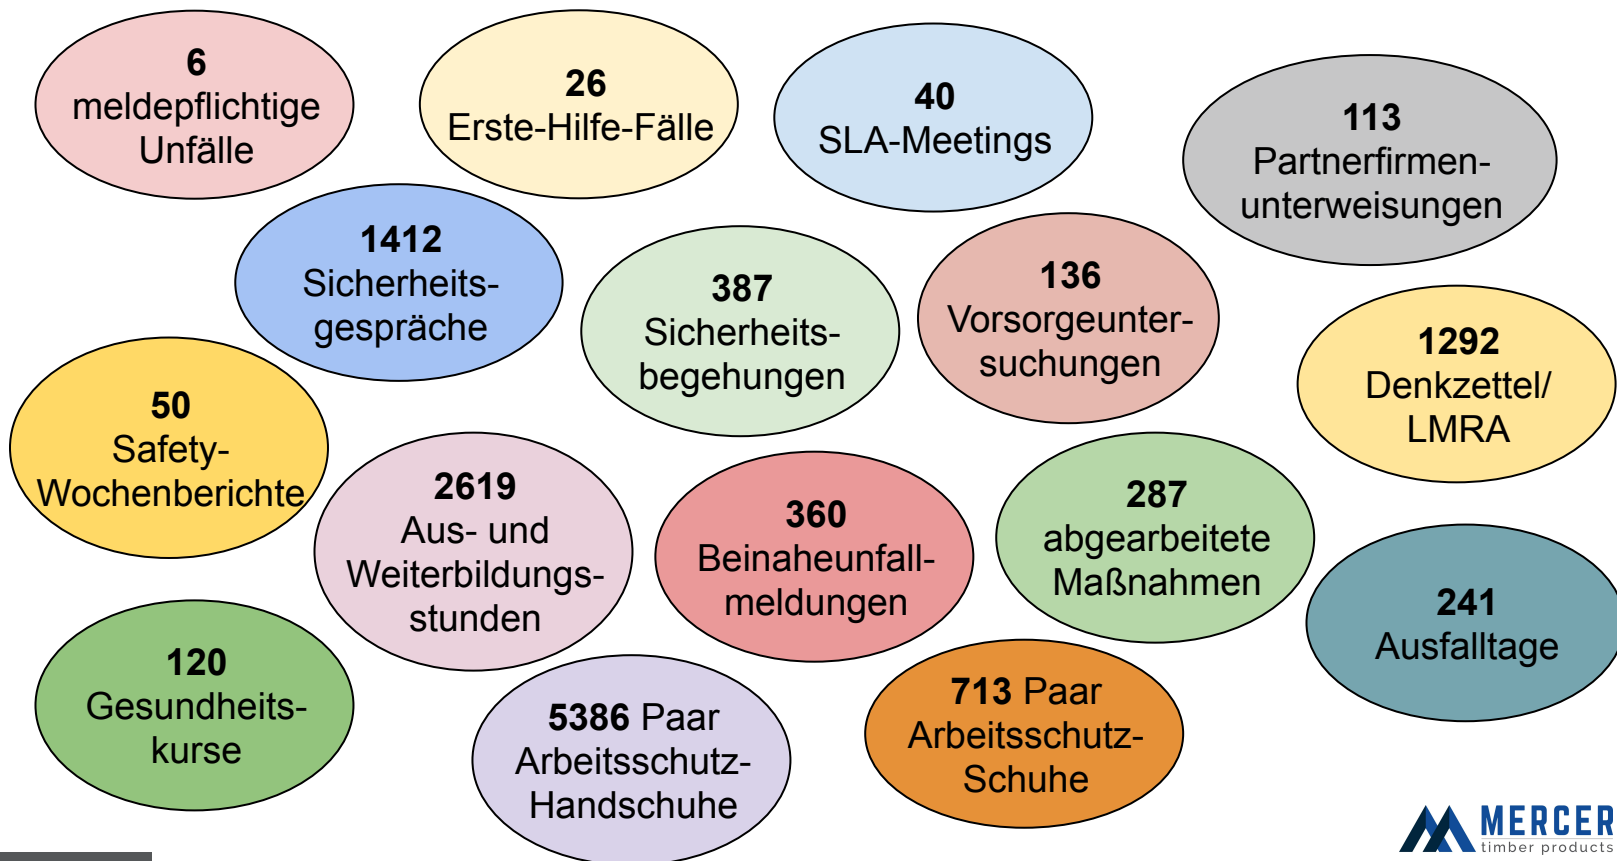 6
meldepflichtige
Unfälle
26
Erste-Hilfe-Fälle
40
SLA-Meetings
113
Partnerfirmen-
unterweisungen
1412
Sicherheits-
gespräche
387
Sicherheits-
begehungen
136
Vorsorgeunter-
suchungen
1292
Denkzettel/
LMRA
50
Safety-
Wochenberichte
2619
Aus- und
Weiterbildungs-
stunden
360
Beinaheunfall-
meldungen
287
abgearbeitete
Maßnahmen
241
Ausfalltage
120
Gesundheits-
kurse
5386 Paar
Arbeitsschutz-
Handschuhe
713 Paar
Arbeitsschutz-
Schuhe
MERCER
timber products